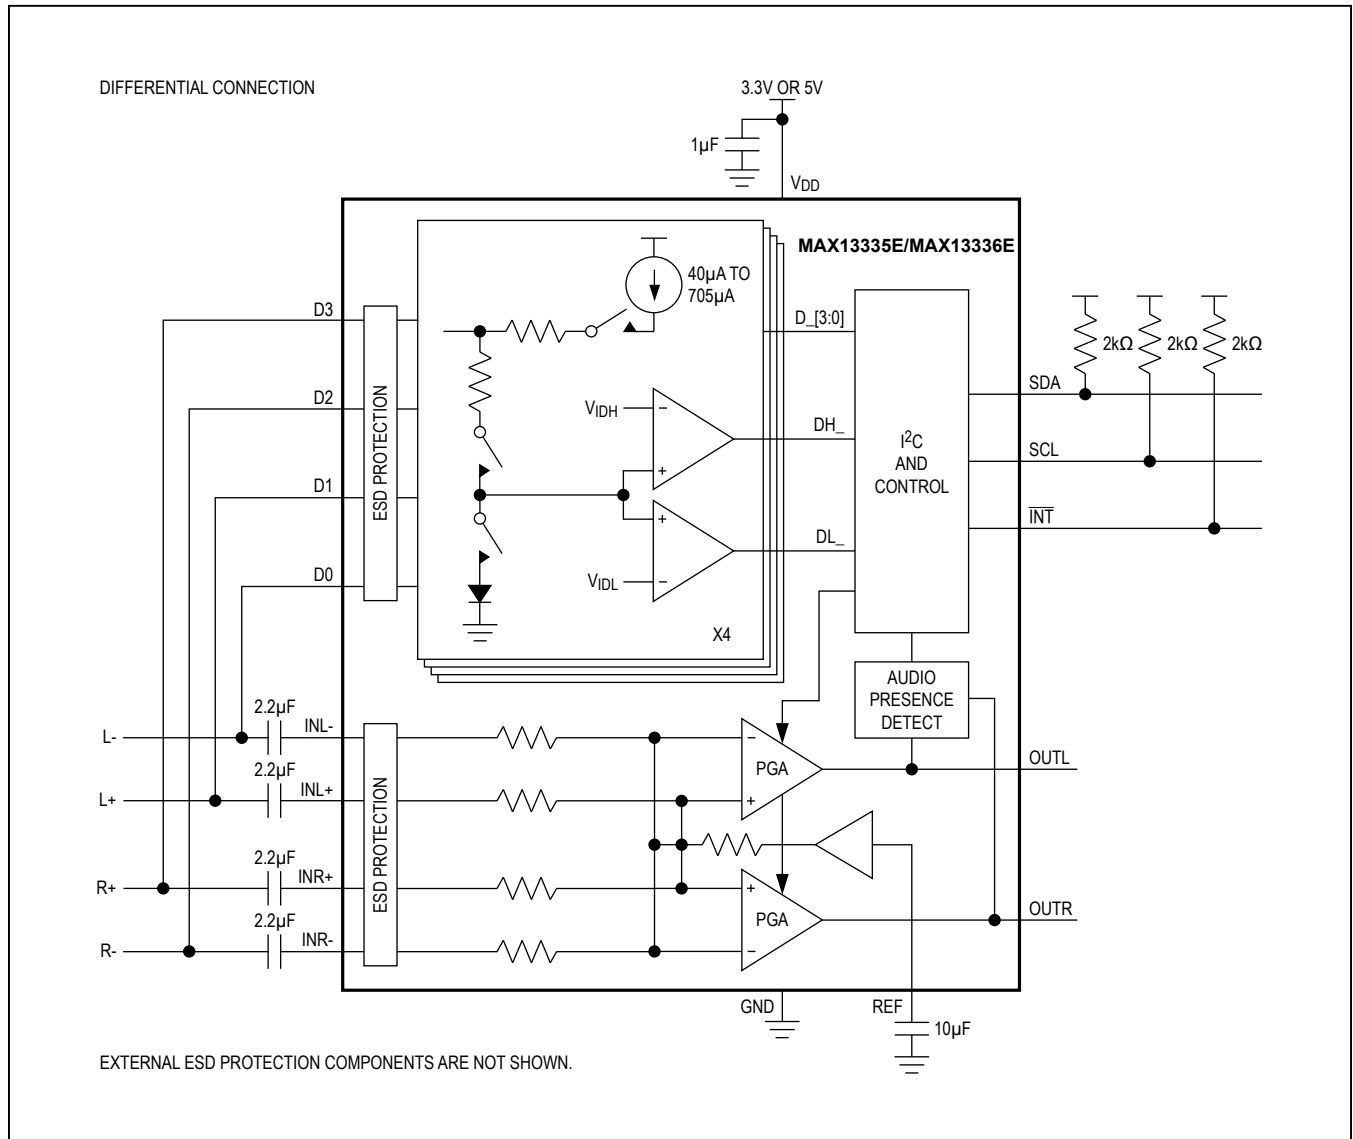 DIFFERENTIAL CONNECTION
3.3V OR 5V
1µF
VDD
MAX13335E/MAX13336E
40µA TO
705µA
D3
D2
D1
D0
ESD PROTECTION
D_[3:0]
VIDH
−
+
DH_
+
−
VIDL
DL_
X4
I2C
AND
CONTROL
2kΩ
2kΩ
2kΩ
SDA
SCL
INT
AUDIO
PRESENCE
DETECT
L-
2.2µF
INL-
L+
2.2µF
INL+
R+
2.2µF
INR+
R-
2.2µF
INR-
ESD PROTECTION
−
PGA
+
OUTL
+
PGA
−
OUTR
GND
REF
10µF
EXTERNAL ESD PROTECTION COMPONENTS ARE NOT SHOWN.